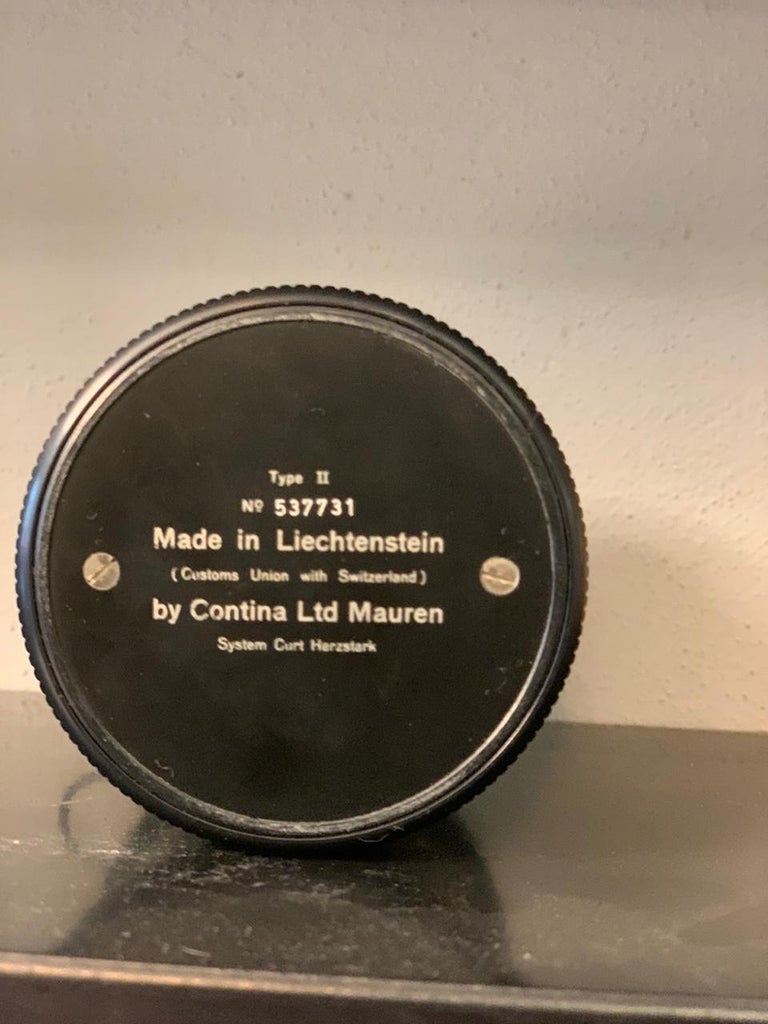 Type II
Nº 537731
Made in Liechtenstein
(Customs Union with Switzerland)
by Contina Ltd Mauren
System Curt Herzstark